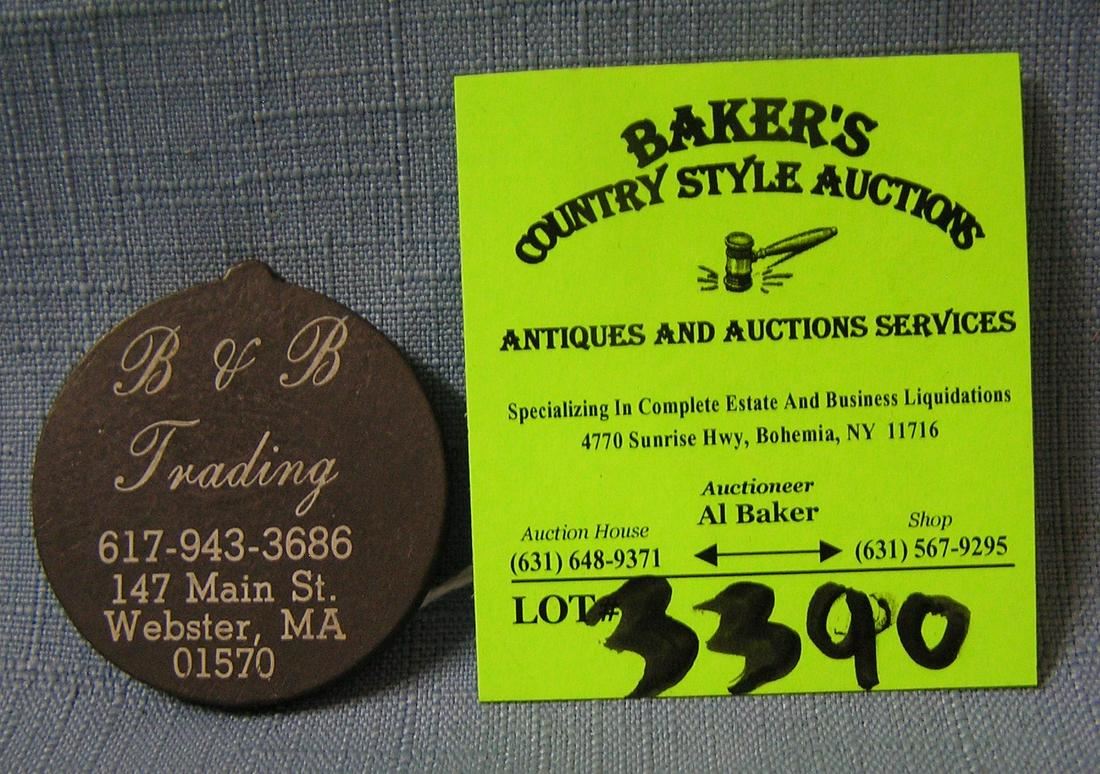 B & B
Trading
617-943-3686
147 Main St.
Webster, MA
01570
BAKER'S
COUNTRY STYLE AUCTIONS
ANTIQUES AND AUCTIONS SERVICES
Specializing In Complete Estate And Business Liquidations
4770 Sunrise Hwy, Bohemia, NY 11716
Auctioneer
Al Baker
Auction House
(631) 648-9371
Shop
(631) 567-9295
LOT# 3390